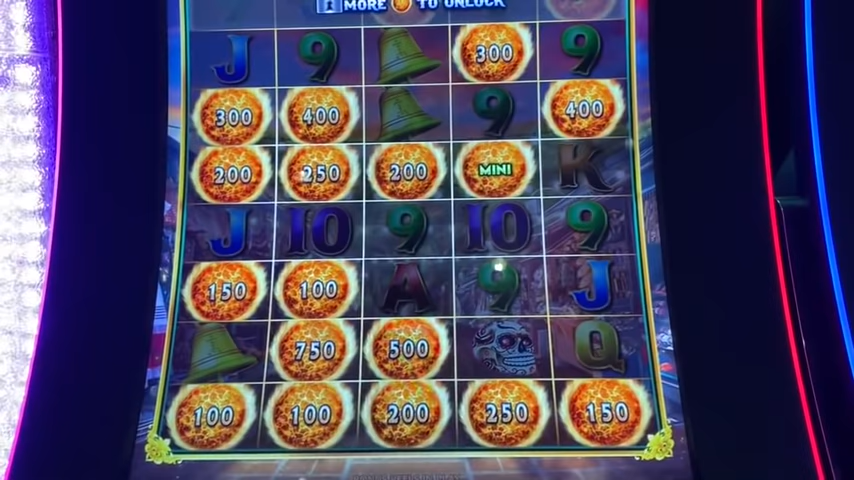 MORE TO UNLOCK
J 9 300 9
300 400 9 400
200 250 200 MINI K
J 10 9 10 9
150 100 A 9 J
750 500 Q
100 100 200 250 150